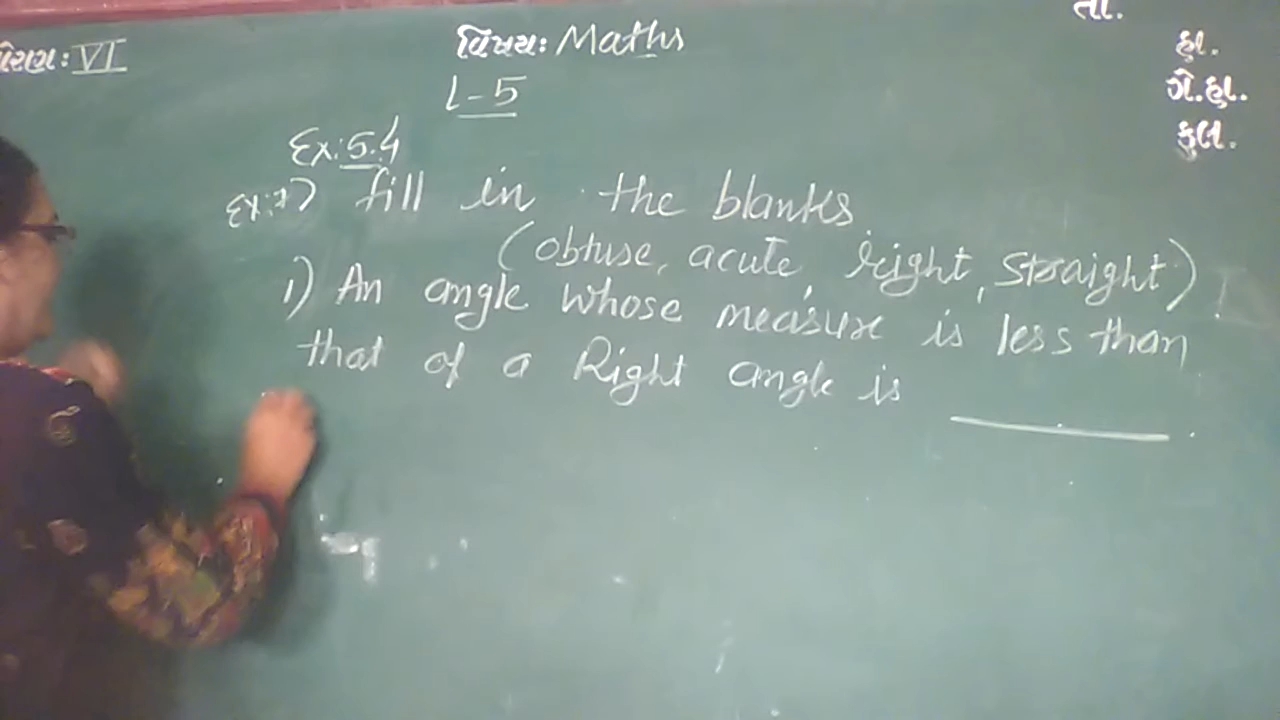 તા.
ધોરણ: VI
વિષય: Maths
હા.
L-5
ગે.હા.
કુલ.
Ex:5.4
Ex:7) fill in the blanks
(obtuse, acute, right, straight)
1) An angle whose measure is less than
that of a Right angle is ______.